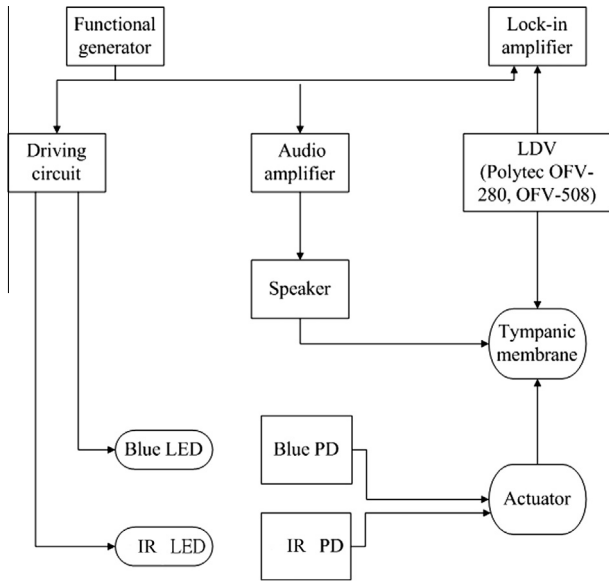 Functional
generator
Lock-in
amplifier
Driving
circuit
Audio
amplifier
LDV
(Polytec OFV-
280, OFV-508)
Speaker
Tympanic
membrane
Blue LED
Blue PD
Actuator
IR LED
IR PD